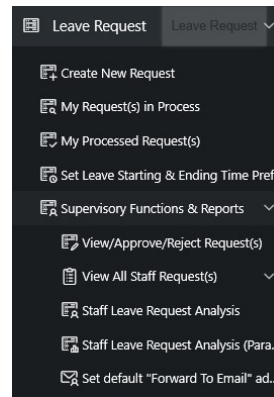 Leave Request Leave Request
Create New Request
My Request(s) in Process
My Processed Request(s)
Set Leave Starting & Ending Time Pref
Supervisory Functions & Reports
View/Approve/Reject Request(s)
View All Staff Request(s)
Staff Leave Request Analysis
Staff Leave Request Analysis (Para...
Set default "Forward To Email" ad...